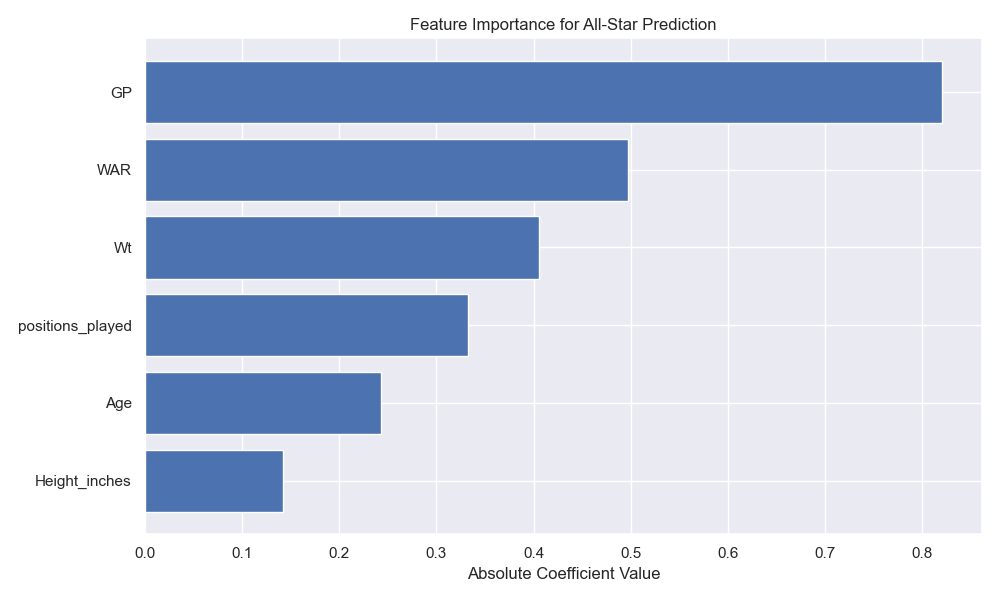 Feature Importance for All-Star Prediction
GP
WAR
Wt
positions_played
Age
Height_inches
0.0 0.1 0.2 0.3 0.4 0.5 0.6 0.7 0.8
Absolute Coefficient Value